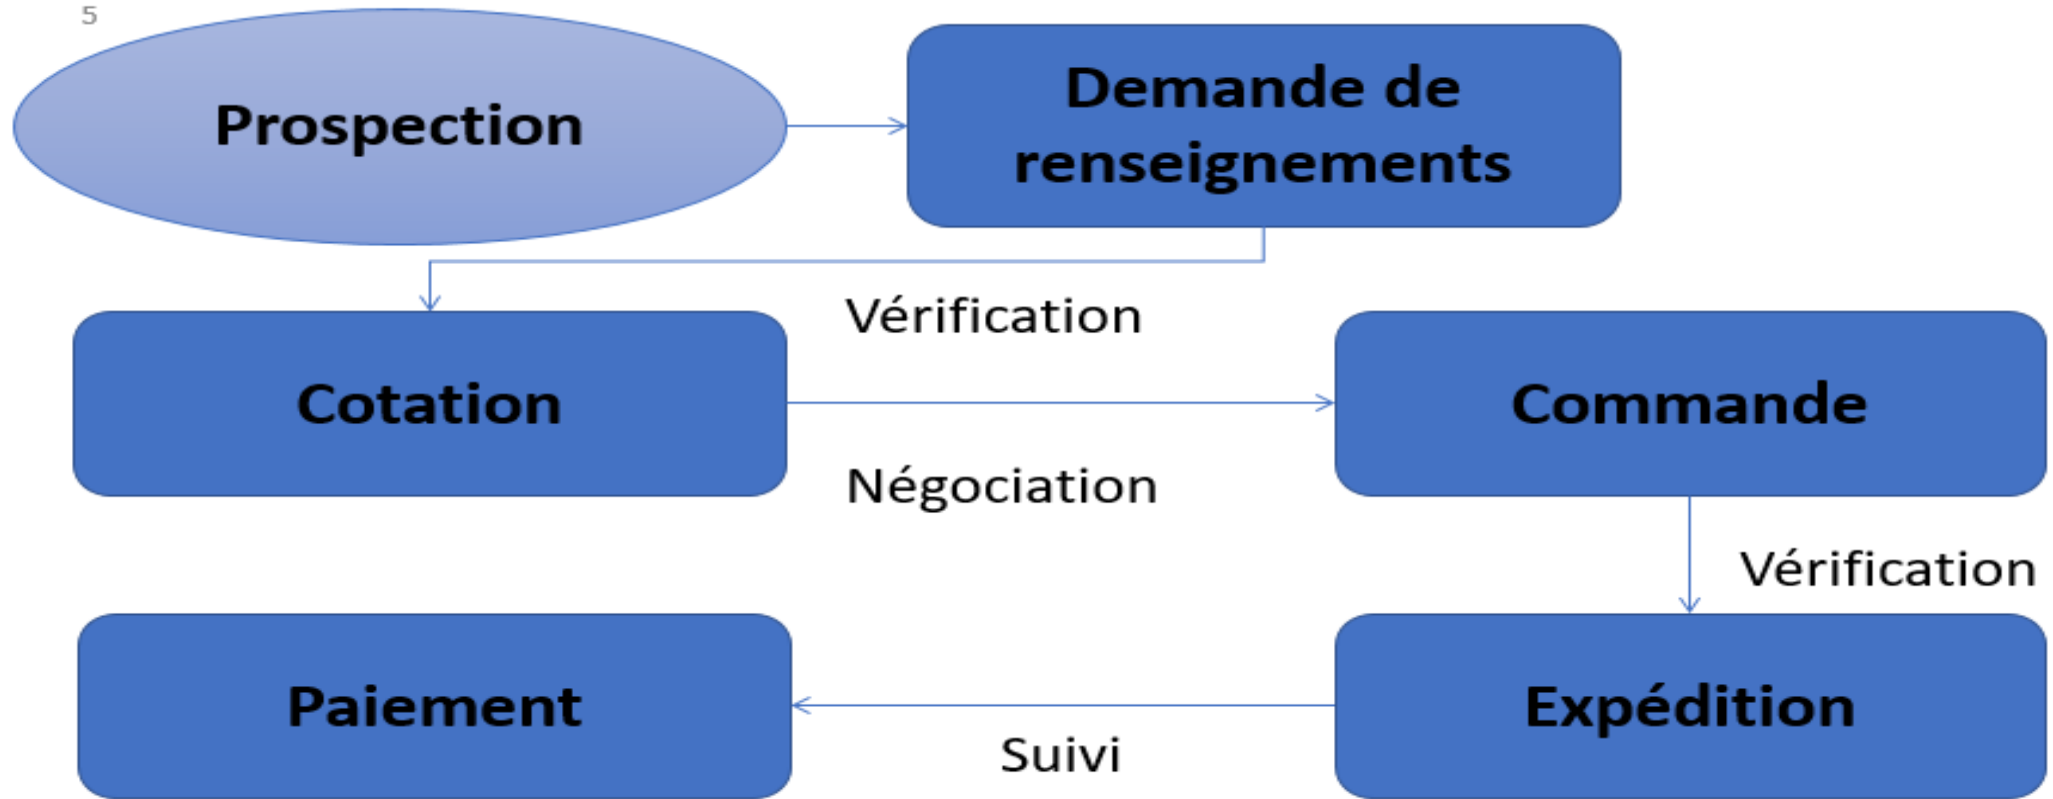 5
Prospection
Demande de
renseignements
Vérification
Cotation
Commande
Négociation
Vérification
Paiement
Expédition
Suivi